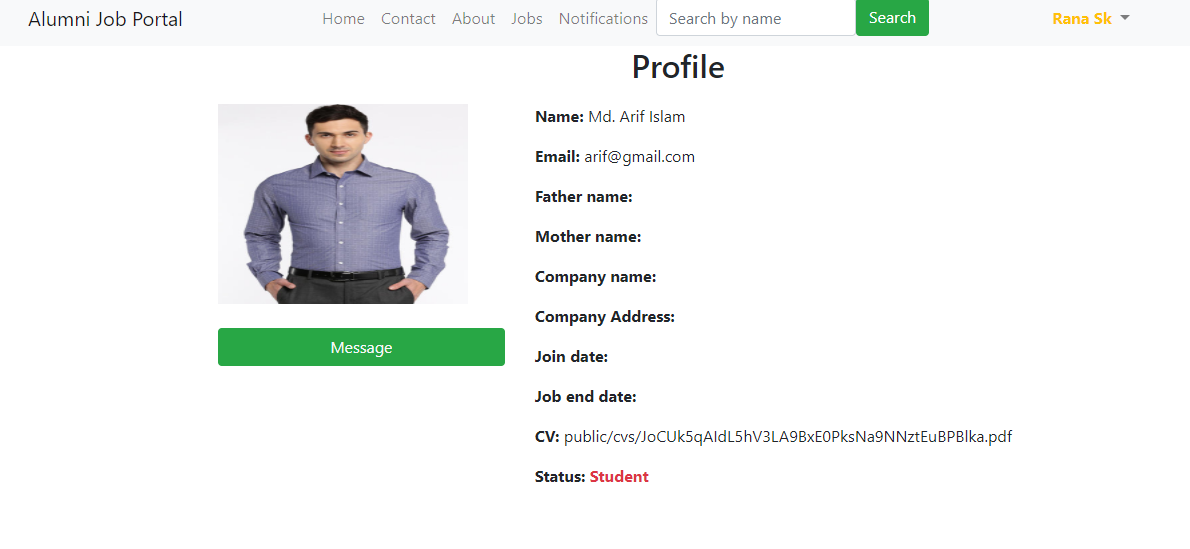 Alumni Job Portal Home Contact About Jobs Notifications Search by name Search Rana Sk
Profile
Name: Md. Arif Islam
Email: arif@gmail.com
Father name:
Mother name:
Company name:
Company Address:
Message
Join date:
Job end date:
CV: public/cvs/JoCUk5qAIdL5hV3LA9BxE0PksNa9NNztEuBPBlka.pdf
Status: Student